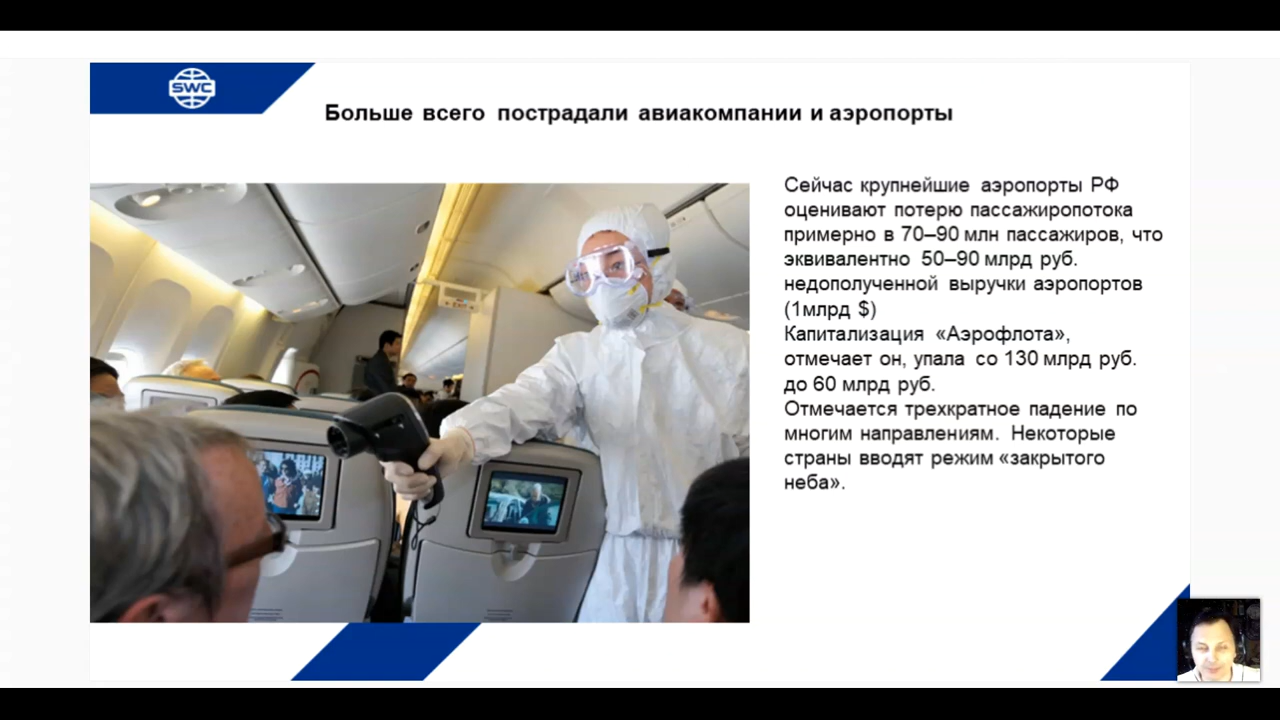 SWC
Больше всего пострадали авиакомпании и аэропорты
Сейчас крупнейшие аэропорты РФ
оценивают потерю пассажиропотока
примерно в 70–90 млн пассажиров, что
эквивалентно 50–90 млрд руб.
недополученной выручки аэропортов
(1млрд $)
Капитализация «Аэрофлота»,
отмечает он, упала со 130 млрд руб.
до 60 млрд руб.
Отмечается трехкратное падение по
многим направлениям. Некоторые
страны вводят режим «закрытого
неба».
EXIT